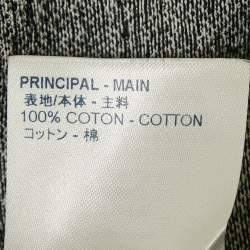 PRINCIPAL - MAIN
表地/本体 - 主料
100% COTON - COTTON
コットン - 棉